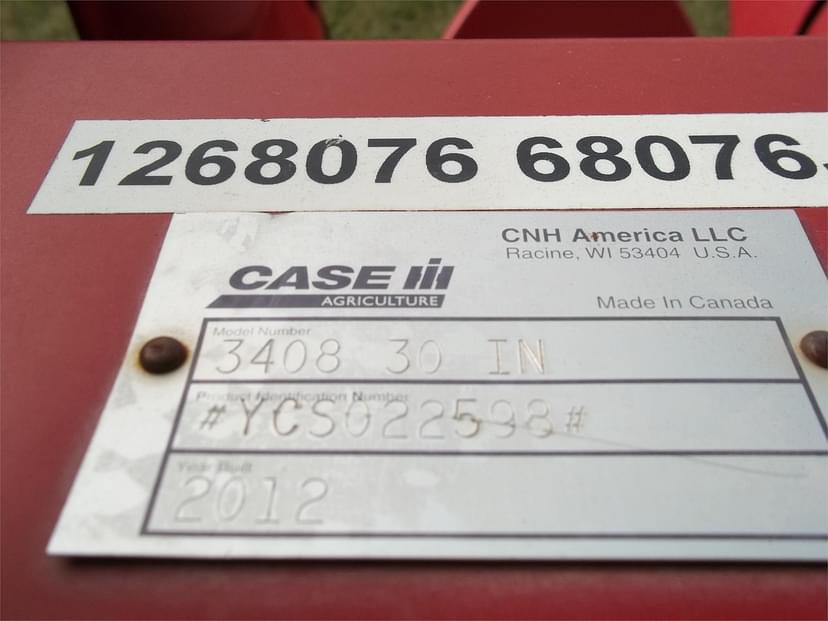 1268076 68076
CNH America LLC
Racine, WI 53404 U.S.A.
CASE IH
AGRICULTURE
Made In Canada
Model Number
3408 30 IN
Product Identification Number
#YCS022598#
Year Built
2012